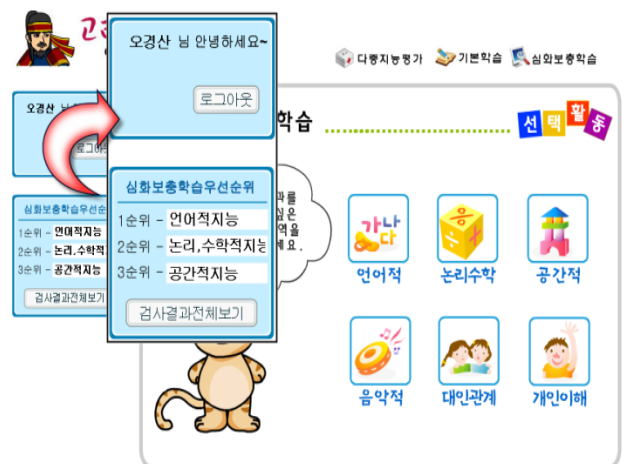 다중지능평가 기본학습 심화보충학습
오경산 님 안녕하세요~
로그아웃
심화보충학습우선순위
1순위 - 언어적지능
2순위 - 논리,수학적지능
3순위 - 공간적지능
검사결과전체보기
오경산
심화보충학습우선순
1순위 - 언어적지능
2순위 - 논리,수학적
3순위 - 공간적지능
검사결과전체보기
학습
선택활동
언어적 논리수학 공간적
음악적 대인관계 개인이해
가나다